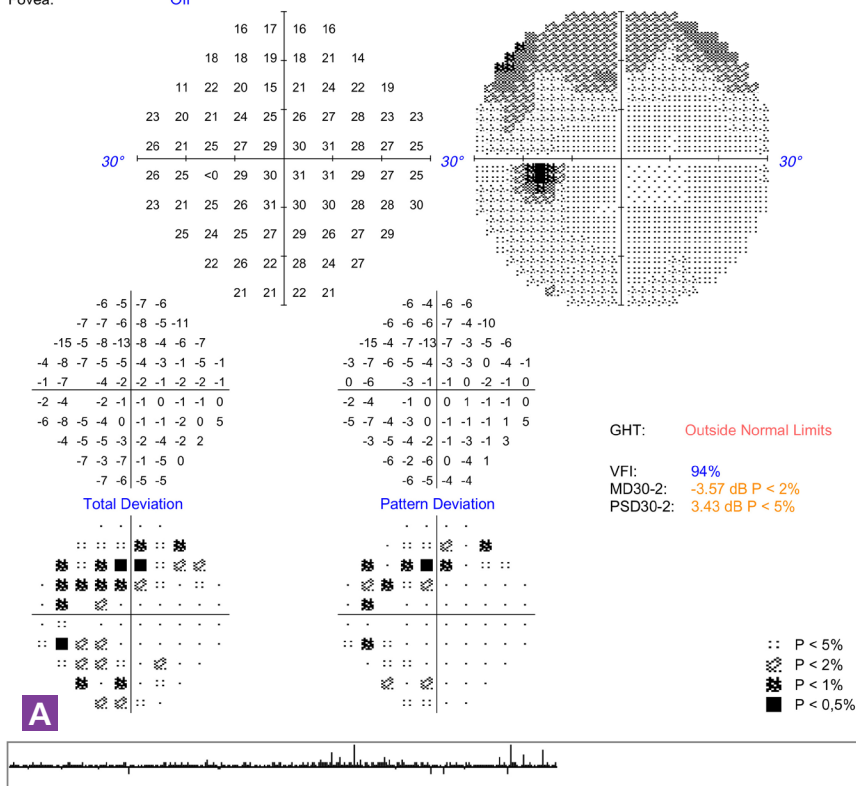 Fovea: Off
16 17 16 16
18 18 19 18 21 14
11 22 20 15 21 24 22 19
23 20 21 24 25 26 27 28 23 23
26 21 25 27 29 30 31 28 27 25
30° 30° 30°
26 25 <0 29 30 31 31 29 27 25
23 21 25 26 31 30 30 28 28 30
25 24 25 27 29 26 27 29
22 26 22 28 24 27
21 21 22 21
-6 -5 -7 -6
-7 -7 -6 -8 -5 -11
-15 -5 -8 -13 -8 -4 -6 -7
-4 -8 -7 -5 -5 -4 -3 -1 -5 -1
-1 -7 -4 -2 -2 -1 -2 -2 -1
-2 -4 -2 -1 -1 0 -1 -1 0
-6 -8 -5 -4 0 -1 -1 -2 0 5
-4 -5 -5 -3 -2 -4 -2 2
-7 -3 -7 -1 -5 0
-7 -6 -5 -5
Total Deviation
-6 -4 -6 -6
-6 -6 -6 -7 -4 -10
-15 -4 -7 -13 -7 -3 -5 -6
-3 -7 -6 -5 -4 -3 -3 0 -4 -1
0 -6 -3 -1 -1 0 -2 -1 0
-2 -4 -1 0 0 1 -1 -1 0
-5 -7 -4 -3 0 -1 -1 -1 1 5
-3 -5 -4 -2 -1 -3 -1 3
-6 -2 -6 0 -4 1
-6 -5 -4 -4
Pattern Deviation
GHT: Outside Normal Limits
VFI: 94%
MD30-2: -3.57 dB P < 2%
PSD30-2: 3.43 dB P < 5%
P < 5%
P < 2%
P < 1%
P < 0,5%
A